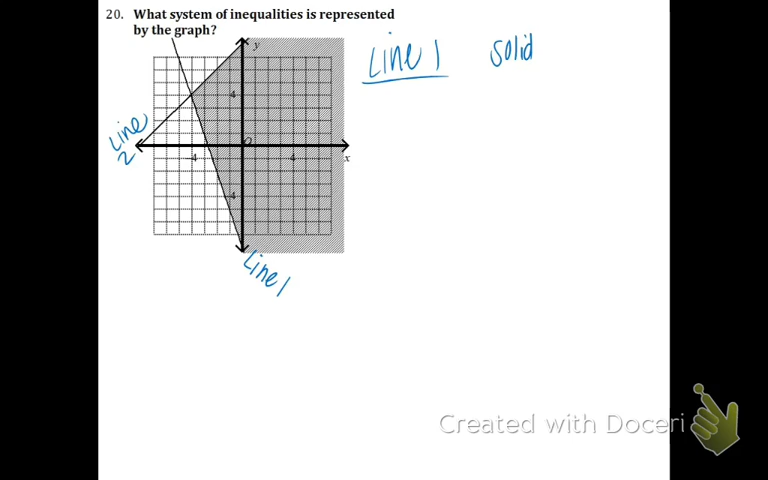 20. What system of inequalities is represented
by the graph?
Line 1 solid
y
4
Line
2
O
-4 4
x
4
Line 1
Created with Doceri